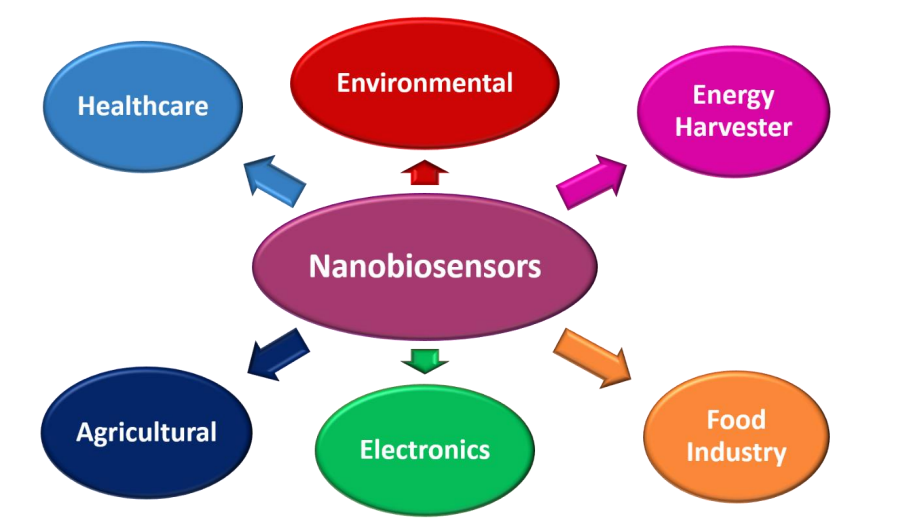 Healthcare
Environmental
Energy
Harvester
Nanobiosensors
Agricultural
Electronics
Food
Industry